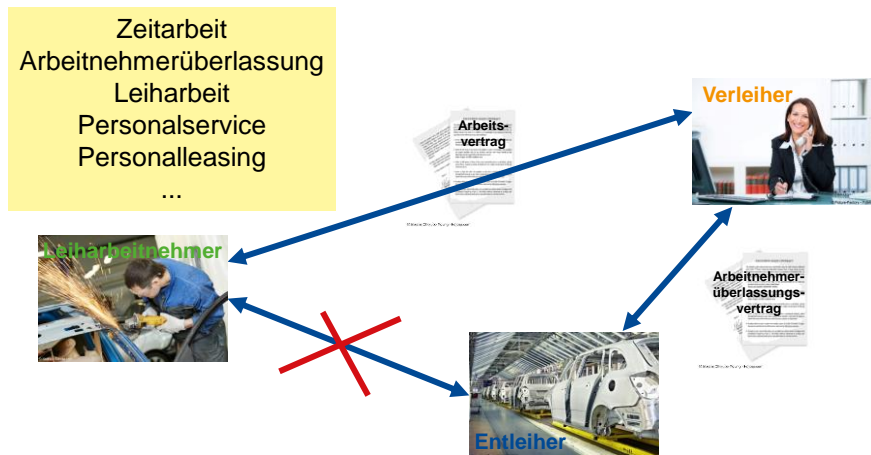 Zeitarbeit
Arbeitnehmerüberlassung
Leiharbeit
Personalservice
Personalleasing
...
Verleiher
Arbeits-
vertrag
Leiharbeitnehmer
Arbeitnehmer-
überlassungs-
vertrag
Entleiher